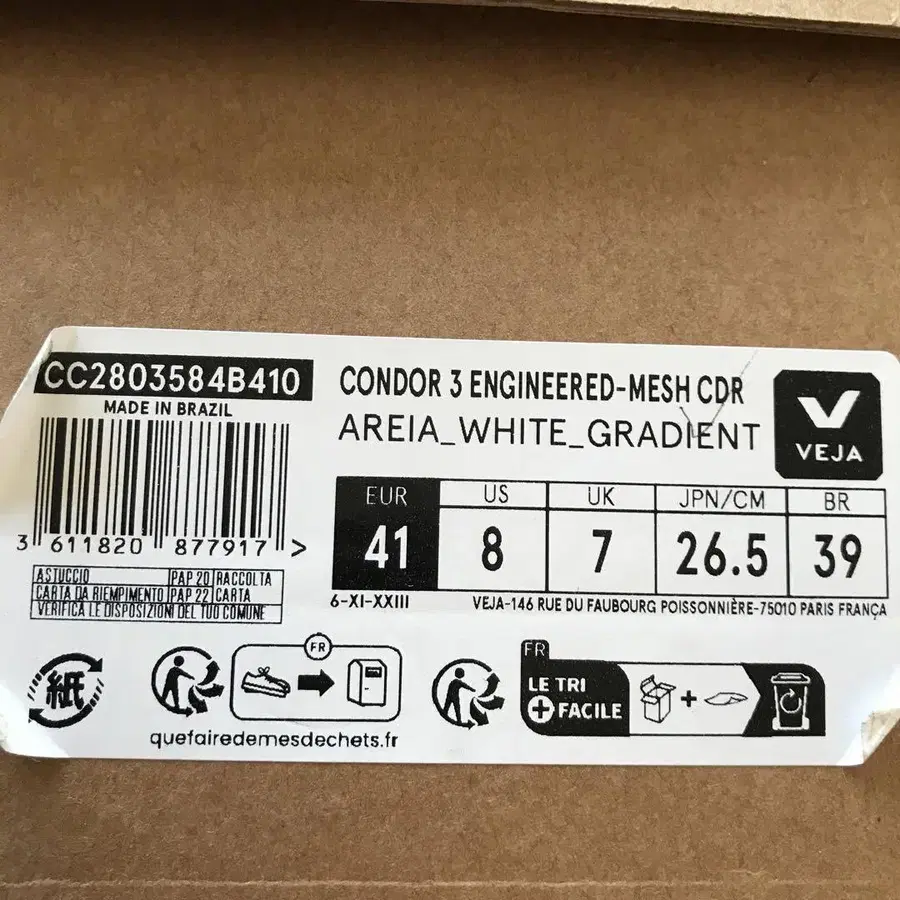 CC2803584B410
MADE IN BRAZIL
3 611820 877917 >
ASTUCCIO PAP 20 RACCOLTA
CARTA DA RIEMPIMENTO PAP 22 CARTA
VERIFICA LE DISPOSIZIONI DEL TUO COMUNE
CONDOR 3 ENGINEERED-MESH CDR
AREIA_WHITE_GRADIENT
VEJA
EUR US UK JPN/CM BR
41 8 7 26.5 39
6-XI-XXIII VEJA-146 RUE DU FAUBOURG POISSONNIÈRE-75010 PARIS FRANÇA
紙
FR
quefairedemesdechets.fr
FR
LE TRI
+ FACILE
+